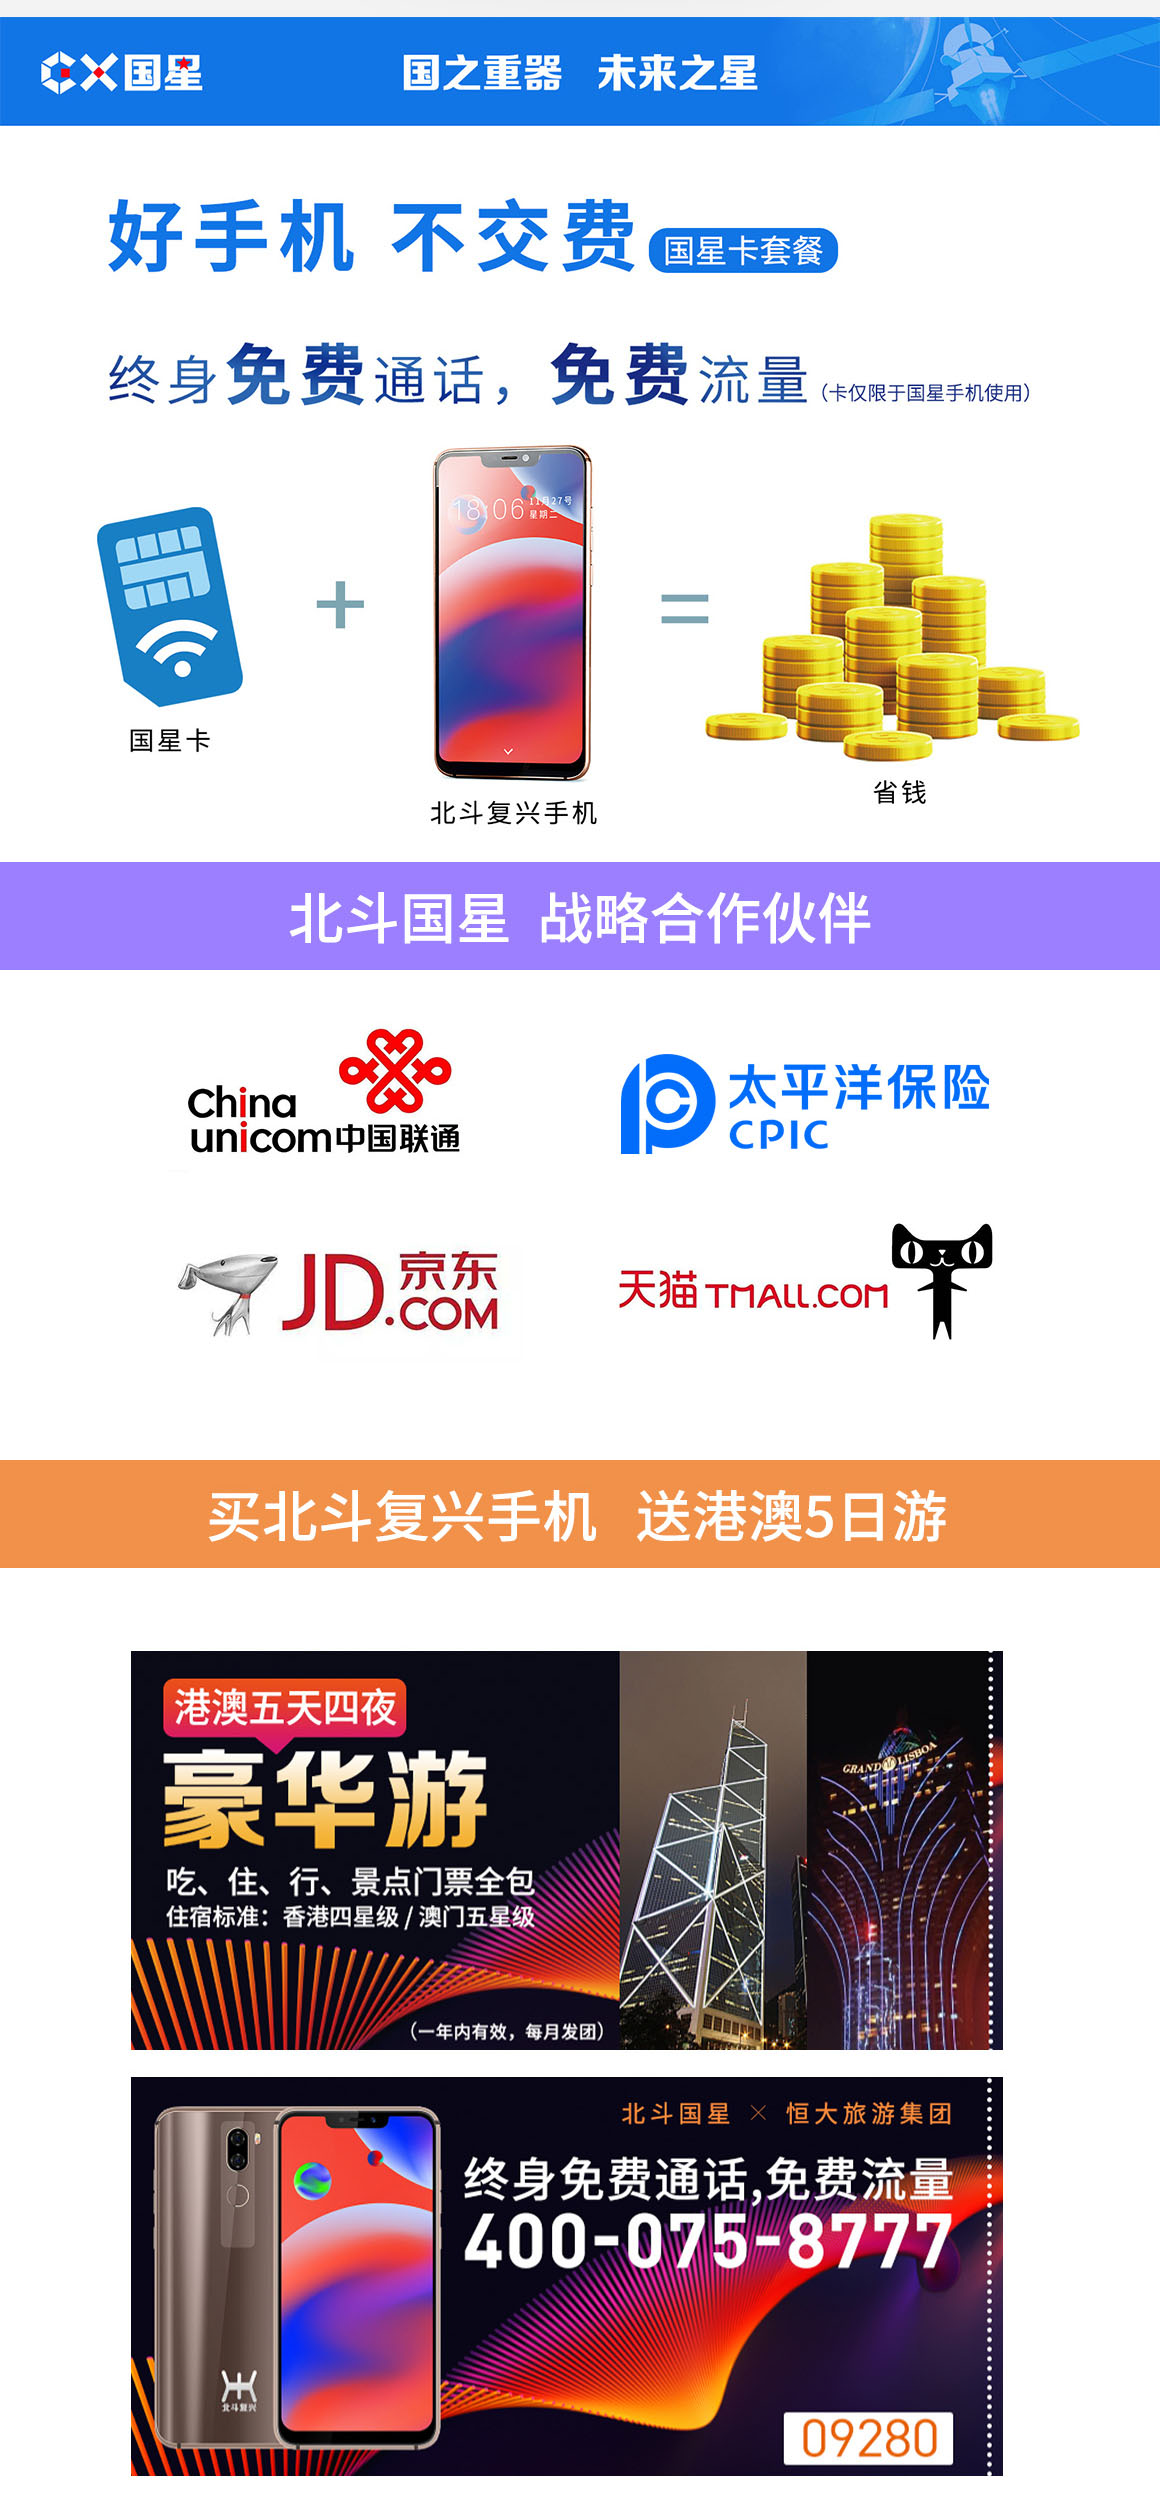 CX国星
国之重器 未来之星
好手机 不交费 国星卡套餐
终身免费通话，免费流量（卡仅限于国星手机使用）
18:06 11月27号
星期二
国星卡
北斗复兴手机
省钱
北斗国星 战略合作伙伴
China
unicom中国联通
太平洋保险
CPIC
JD.COM 京东
天猫 TMALL.COM
买北斗复兴手机 送港澳5日游
港澳五天四夜
豪华游
吃、住、行、景点门票全包
住宿标准：香港四星级 / 澳门五星级
（一年内有效，每月发团）
GRAND LISBOA
北斗国星 × 恒大旅游集团
终身免费通话,免费流量
400-075-8777
北斗复兴
09280